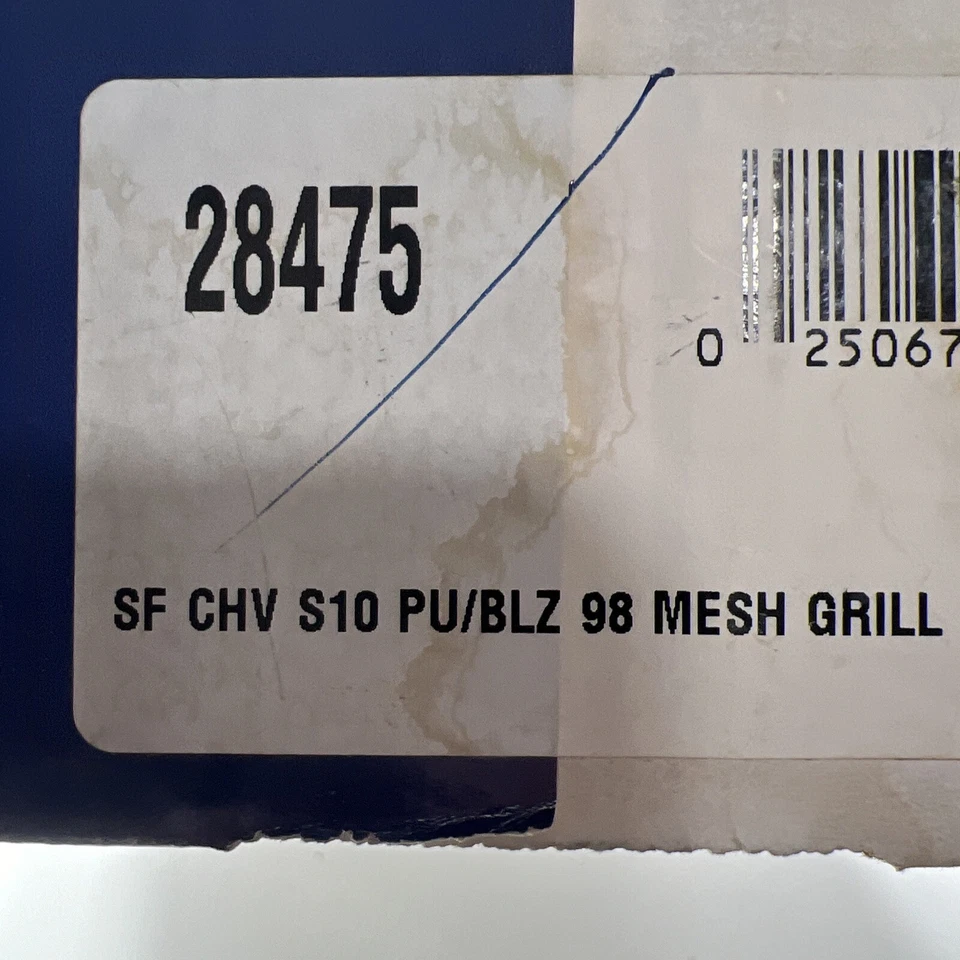 28475
0 25067
SF CHV S10 PU/BLZ 98 MESH GRILL